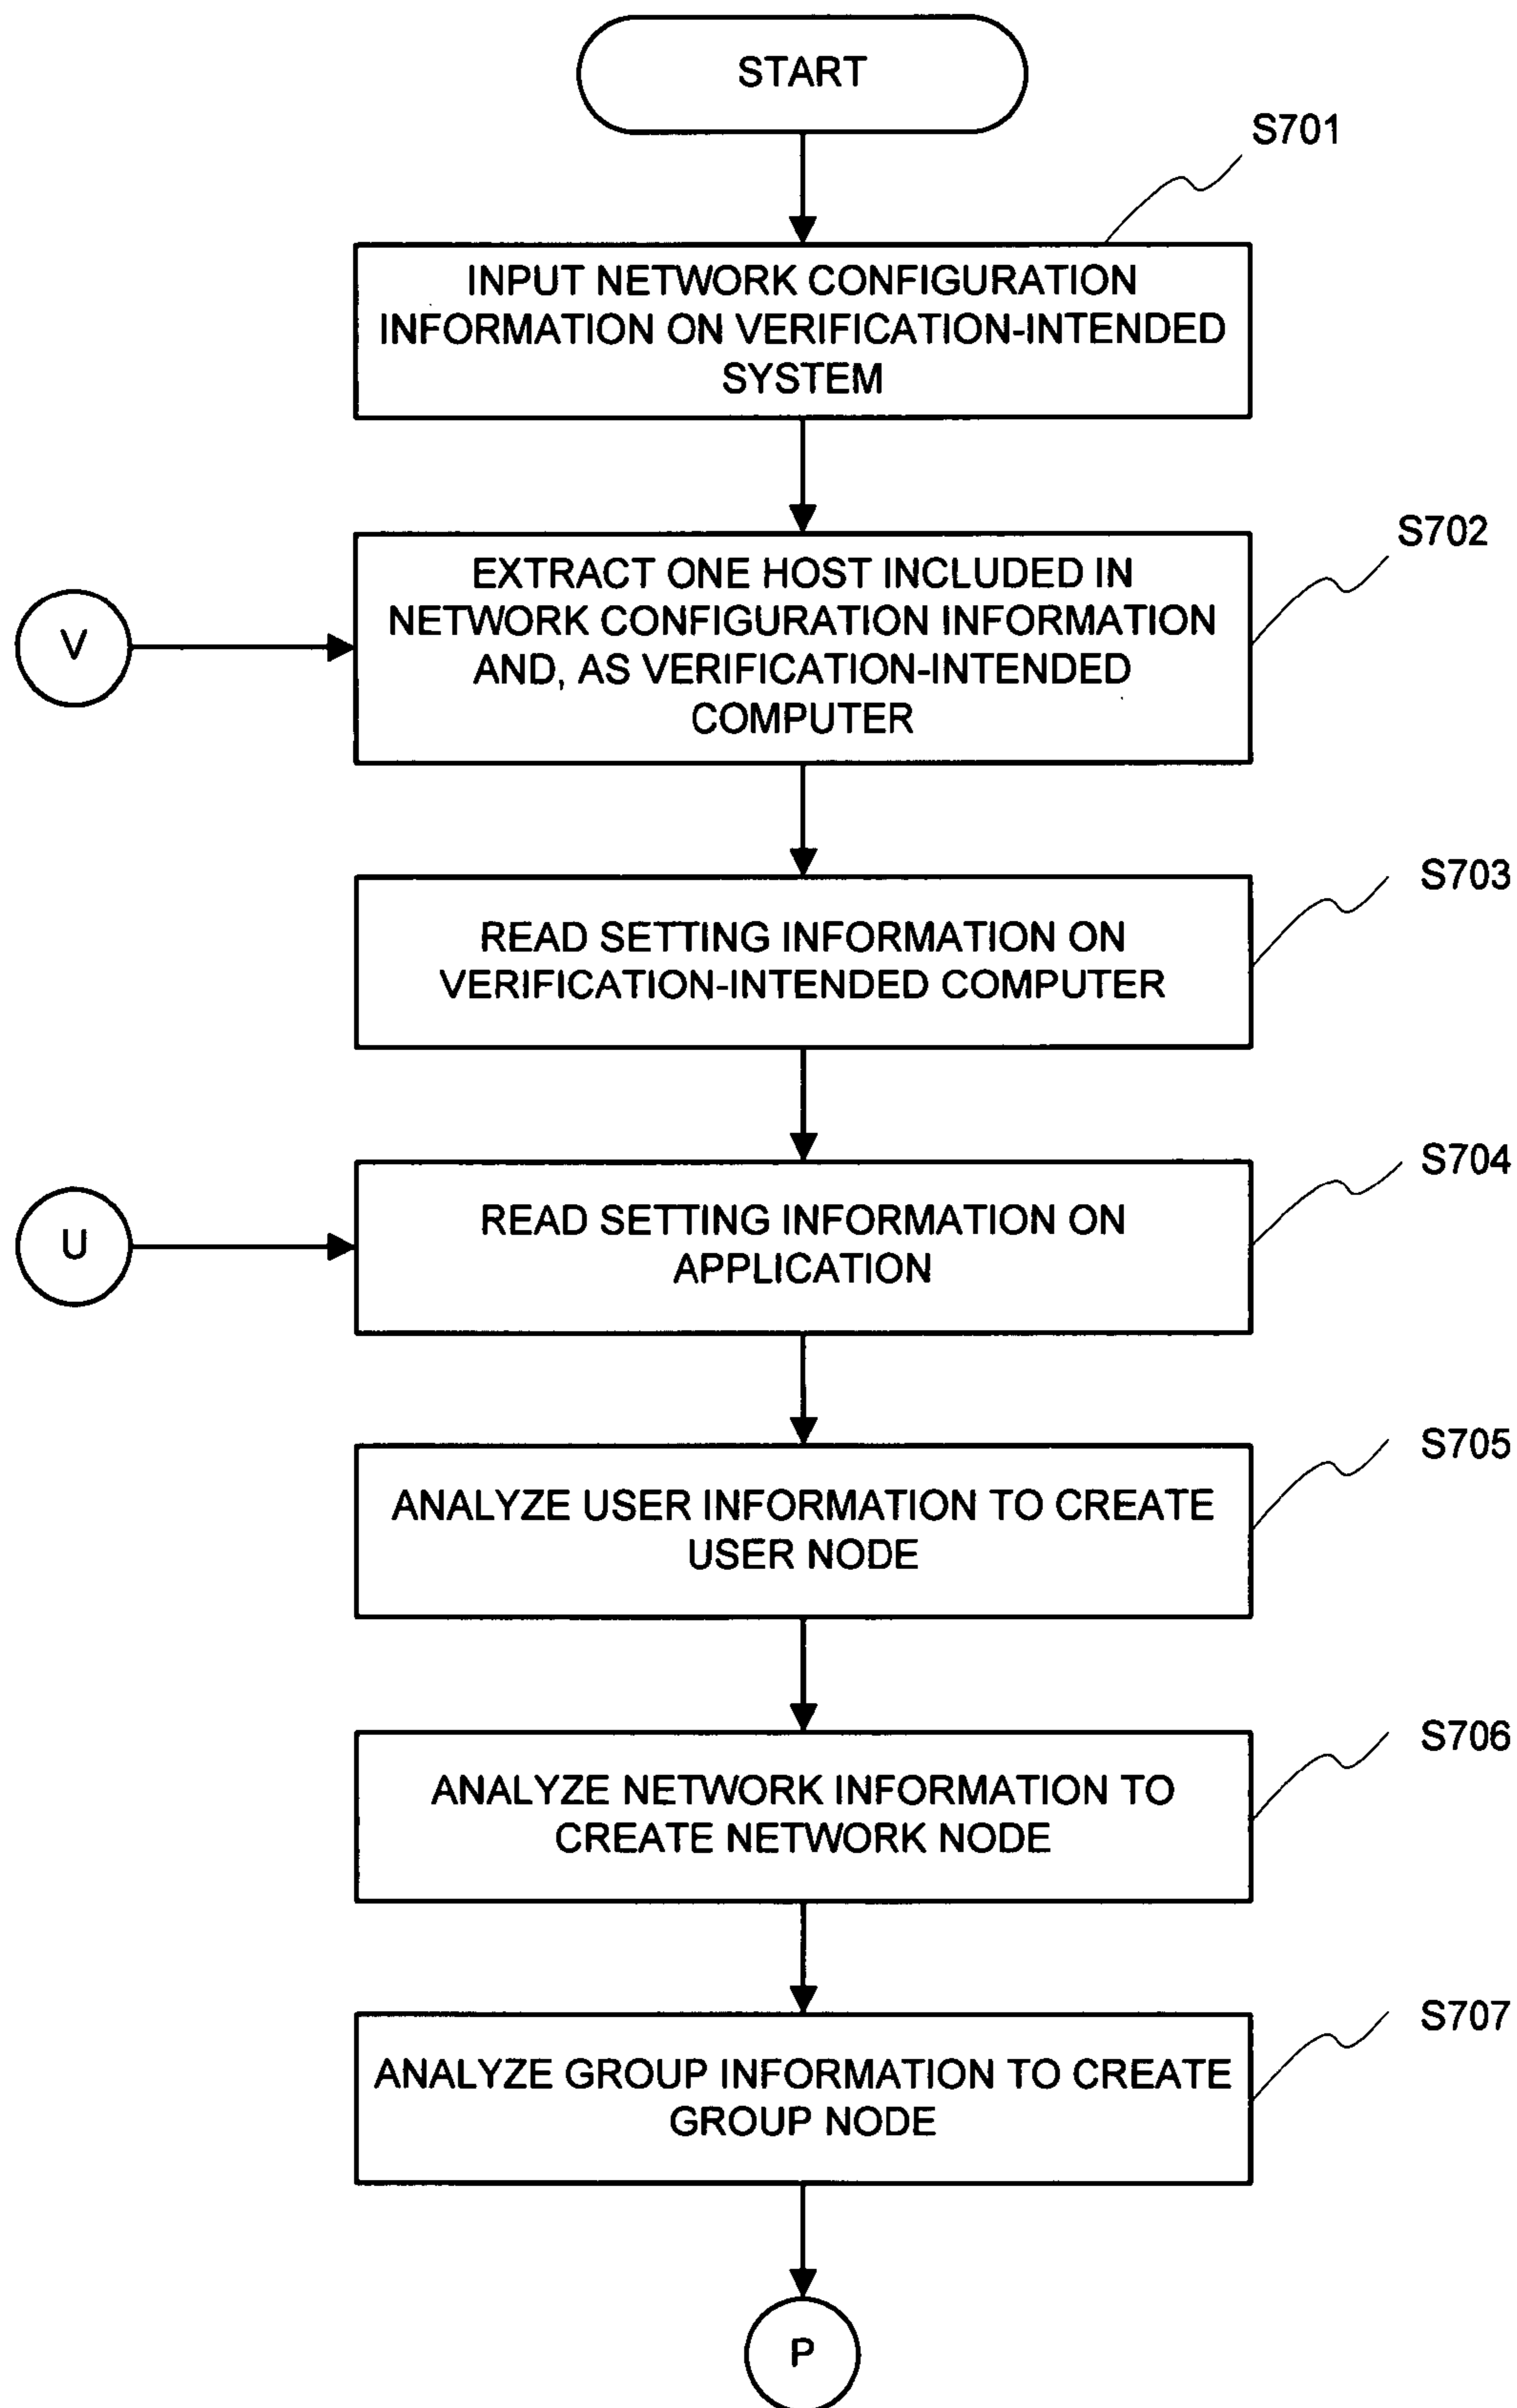 START
S701
INPUT NETWORK CONFIGURATION
INFORMATION ON VERIFICATION-INTENDED
SYSTEM
S702
EXTRACT ONE HOST INCLUDED IN
NETWORK CONFIGURATION INFORMATION
AND, AS VERIFICATION-INTENDED
COMPUTER
V
S703
READ SETTING INFORMATION ON
VERIFICATION-INTENDED COMPUTER
S704
READ SETTING INFORMATION ON
APPLICATION
U
S705
ANALYZE USER INFORMATION TO CREATE
USER NODE
S706
ANALYZE NETWORK INFORMATION TO
CREATE NETWORK NODE
S707
ANALYZE GROUP INFORMATION TO CREATE
GROUP NODE
P